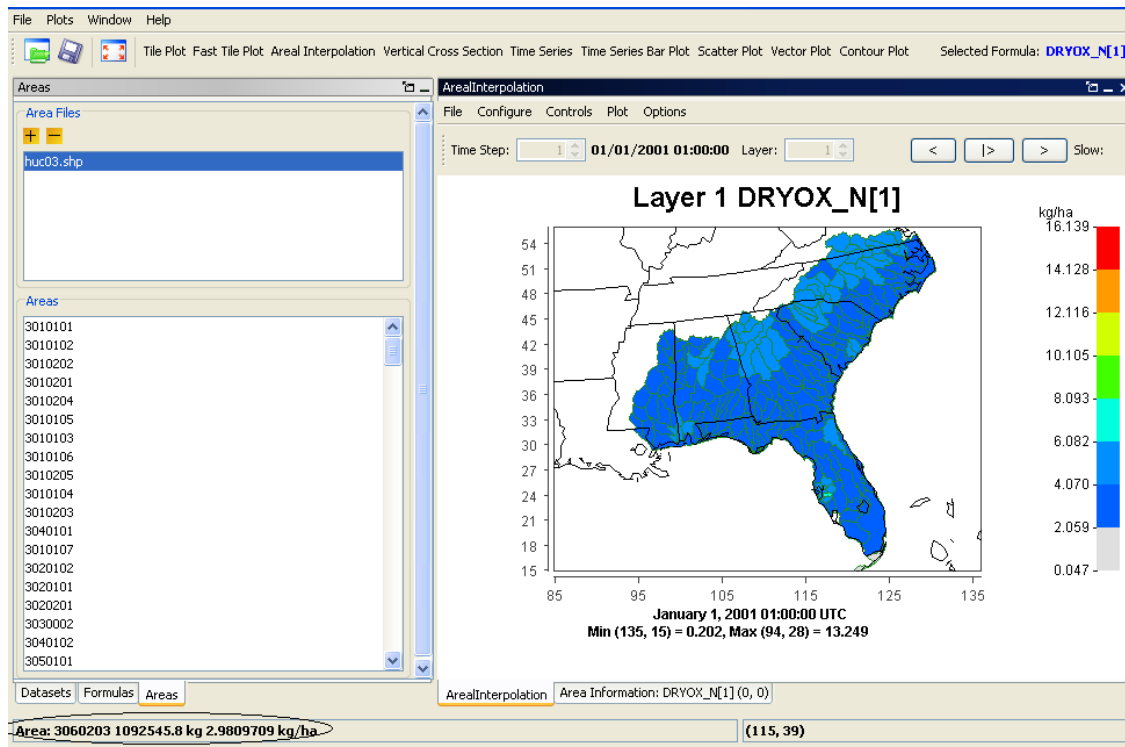 File Plots Window Help
Tile Plot Fast Tile Plot Areal Interpolation Vertical Cross Section Time Series Time Series Bar Plot Scatter Plot Vector Plot Contour Plot Selected Formula: DRYOX_N[1]
Areas
Area Files
huc03.shp
Areas
3010101
3010102
3010202
3010201
3010204
3010105
3010103
3010106
3010205
3010104
3010203
3040101
3010107
3020102
3020101
3020201
3030002
3040102
3050101
Datasets Formulas Areas
ArealInterpolation
File Configure Controls Plot Options
Time Step: 1 01/01/2001 01:00:00 Layer: 1 < |> > Slow:
Layer 1 DRYOX_N[1]
kg/ha
16.139
14.128
12.116
10.105
8.093
6.082
4.070
2.059
0.047
54
51
48
45
42
39
36
33
30
27
24
21
18
15
85 95 105 115 125 135
January 1, 2001 01:00:00 UTC
Min (135, 15) = 0.202, Max (94, 28) = 13.249
ArealInterpolation Area Information: DRYOX_N[1] (0, 0)
Area: 3060203 1092545.8 kg 2.9809709 kg/ha
(115, 39)